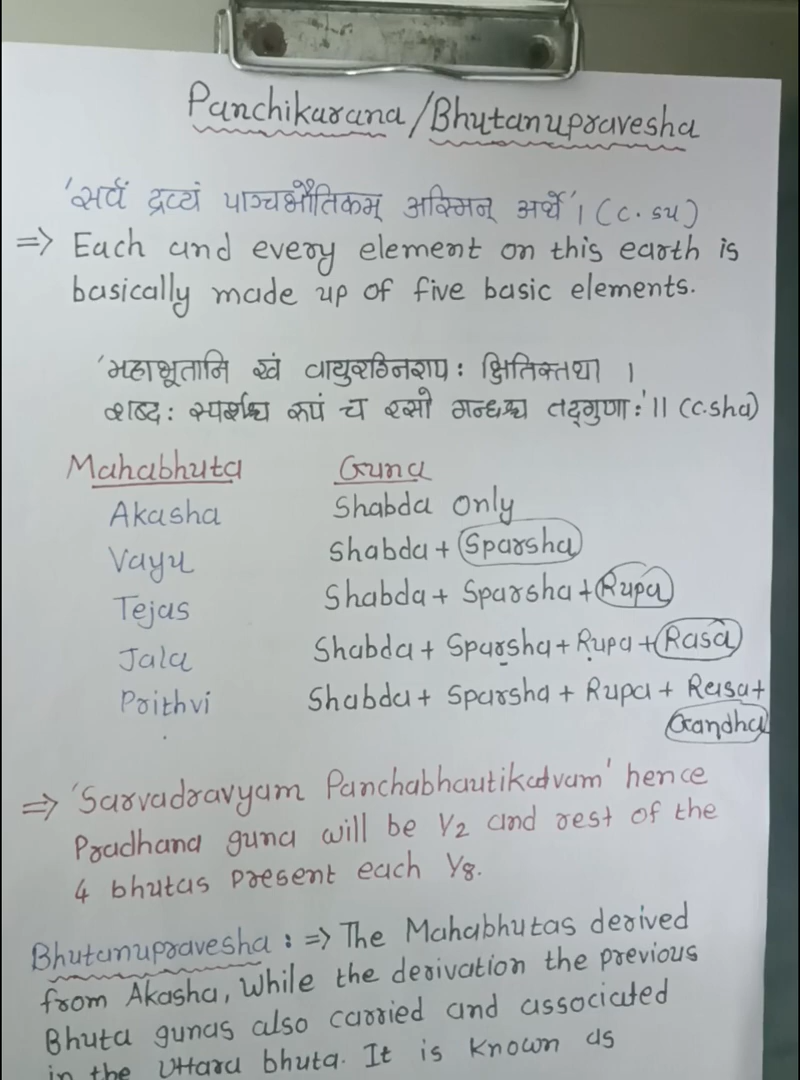 Panchikarana/Bhutanupravesha
'सर्वं द्रव्यं पाञ्चभौतिकम् अस्मिन् अर्थे'। (C. su)
=> Each and every element on this earth is
basically made up of five basic elements.
'महाभूतानि खं वायुरग्निरापः क्षितिस्तथा ।
शब्दः स्पर्शश्च रूपं च रसो गन्धश्च तद्गुणाः'॥ (C.sha)
Mahabhuta Guna
Akasha Shabda only
Vayu Shabda + Sparsha
Tejas Shabda + Sparsha + Rupa
Jala Shabda + Sparsha + Rupa + Rasa
Prithvi Shabda + Sparsha + Rupa + Rasa +
Gandha
=> 'Sarvadravyam Panchabhautikatvam' hence
Pradhana guna will be 1/2 and rest of the
4 bhutas present each 1/8.
Bhutanupravesha : => The Mahabhutas derived
from Akasha, While the derivation the previous
Bhuta gunas also carried and associated
in the Uttara bhuta. It is known as